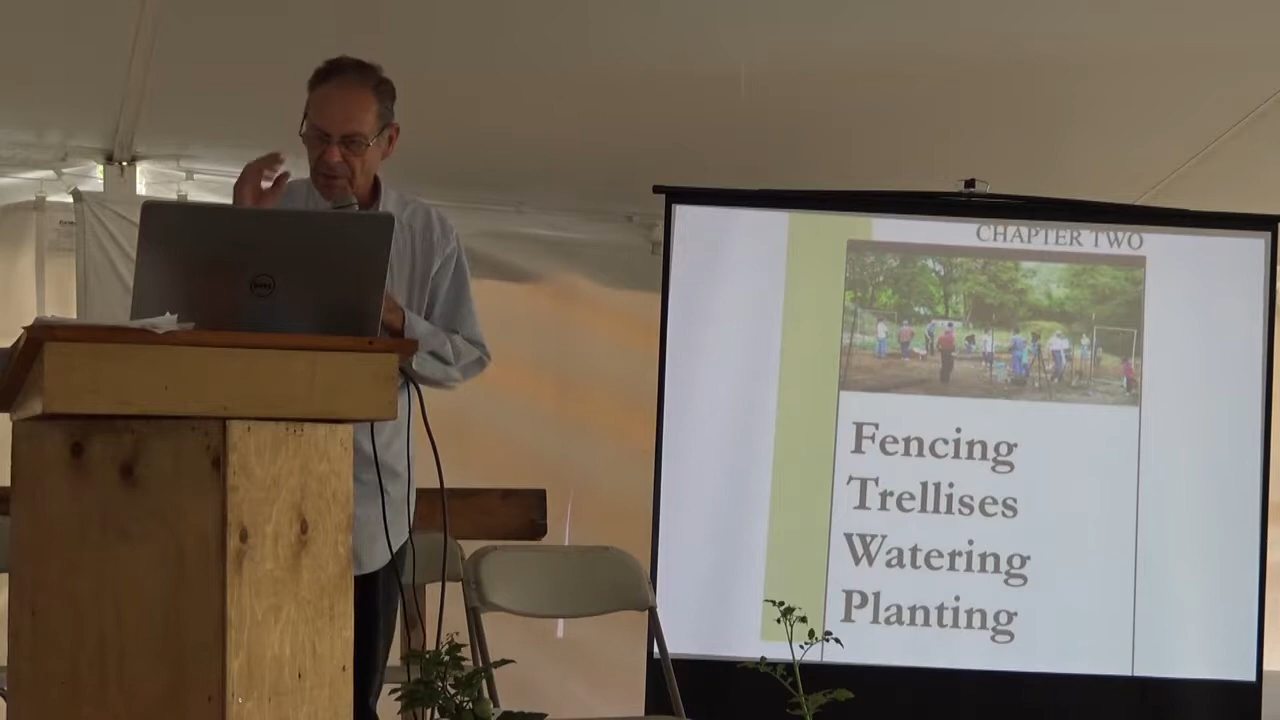 DELL
CHAPTER TWO
Fencing
Trellises
Watering
Planting